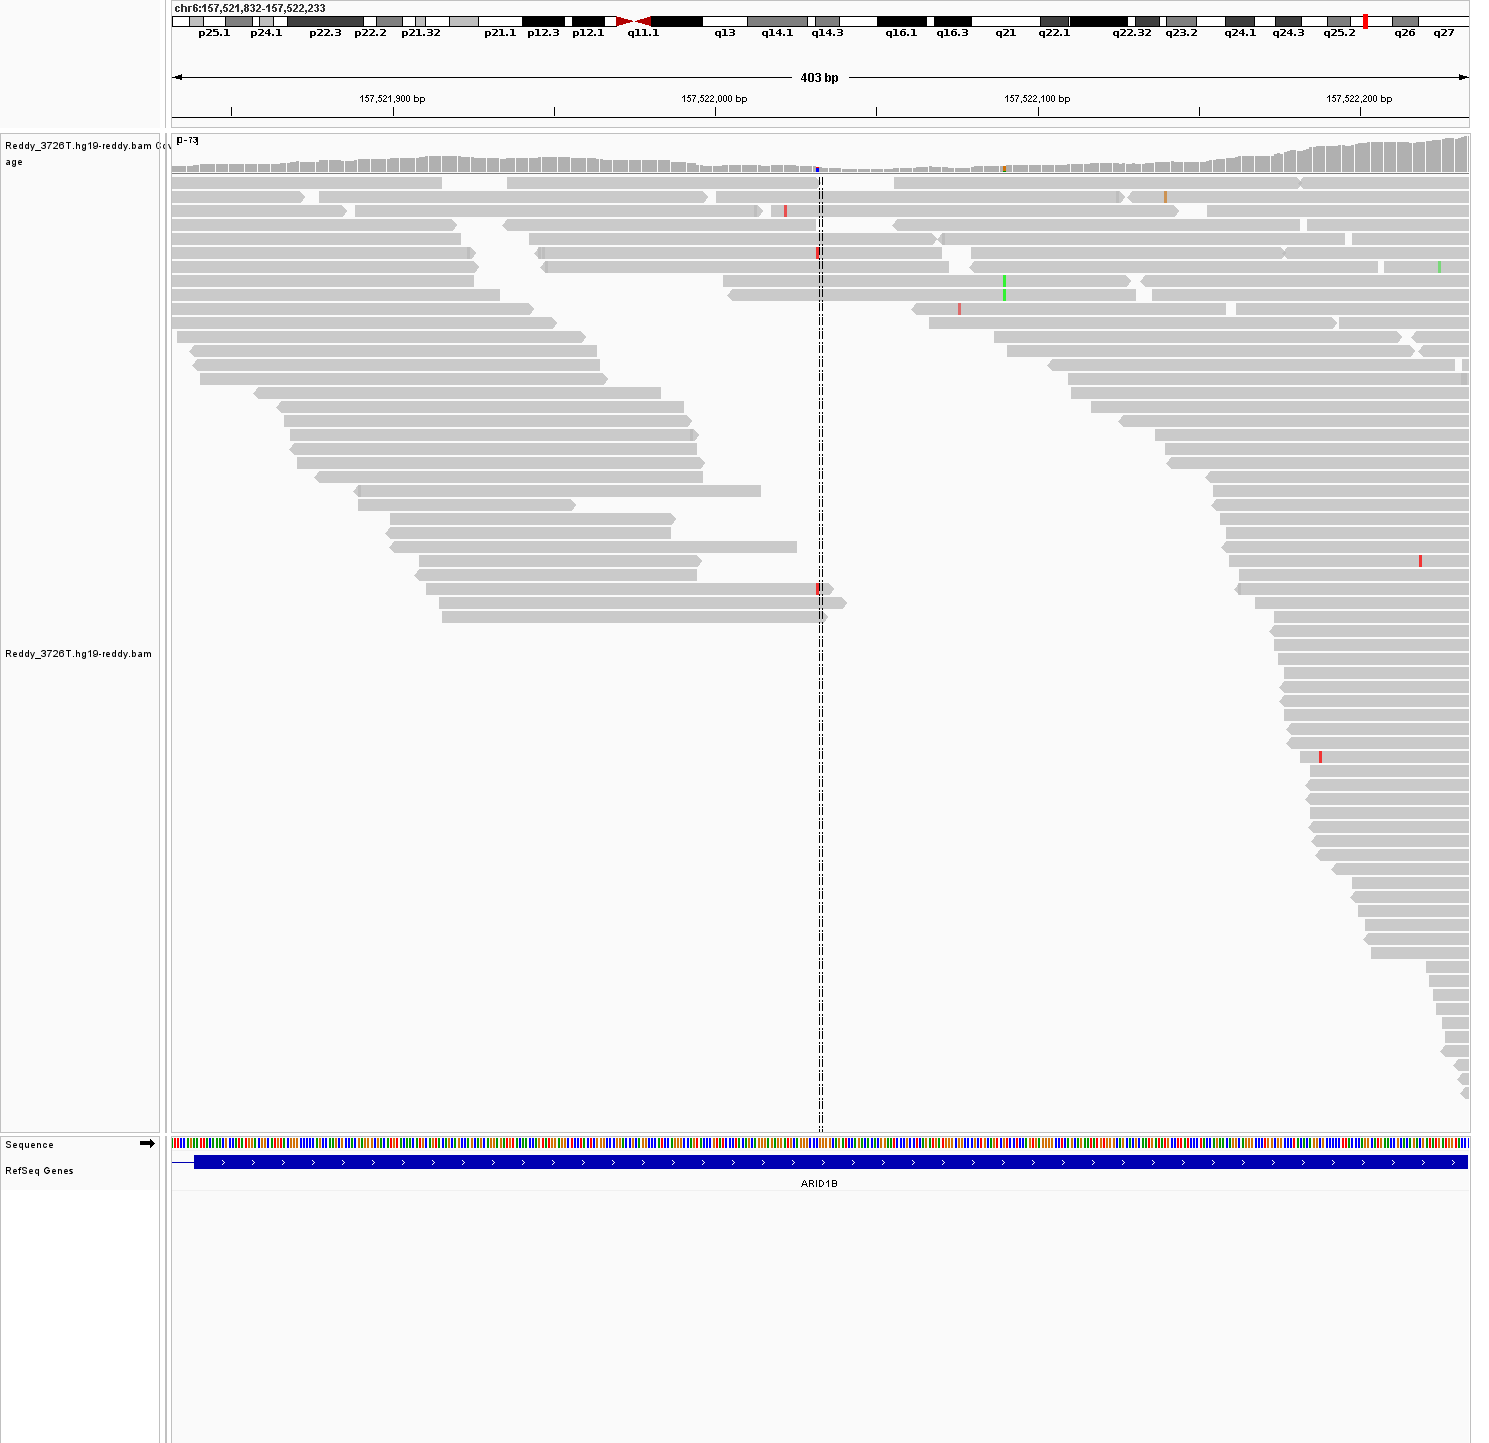 chr6:157,521,832-157,522,233
p25.1 p24.1 p22.3 p22.2 p21.32 p21.1 p12.3 p12.1 q11.1 q13 q14.1 q14.3 q16.1 q16.3 q21 q22.1 q22.32 q23.2 q24.1 q24.3 q25.2 q26 q27
403 bp
157,521,900 bp 157,522,000 bp 157,522,100 bp 157,522,200 bp
Reddy_3726T.hg19-reddy.bam Cov
age
[0-73]
Reddy_3726T.hg19-reddy.bam
Sequence
RefSeq Genes
ARID1B